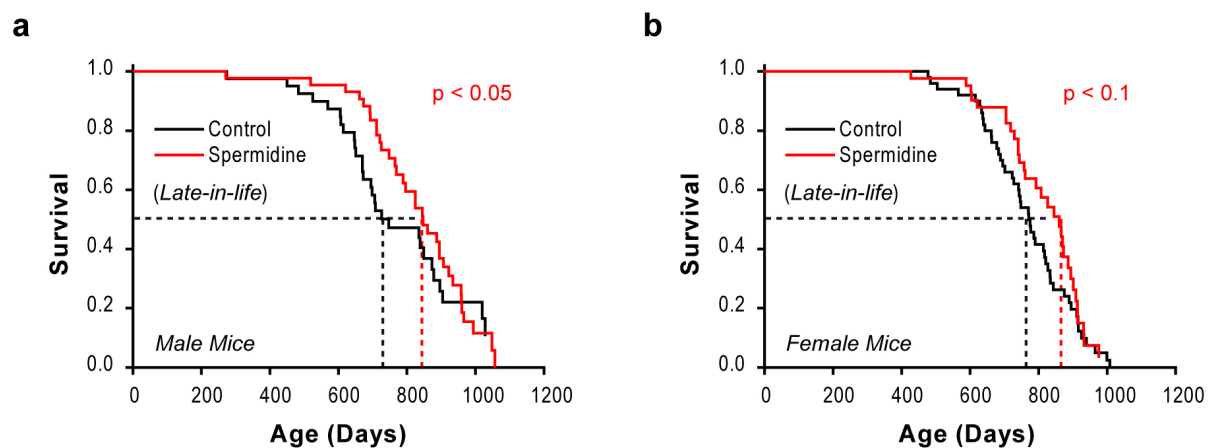 a
1.0
0.8
0.6
0.4
0.2
0.0
Survival
p < 0.05
Control
Spermidine
(Late-in-life)
Male Mice
0
200
400
600
800
1000
1200
Age (Days)
b
1.0
0.8
0.6
0.4
0.2
0.0
Survival
p < 0.1
Control
Spermidine
(Late-in-life)
Female Mice
0
200
400
600
800
1000
1200
Age (Days)